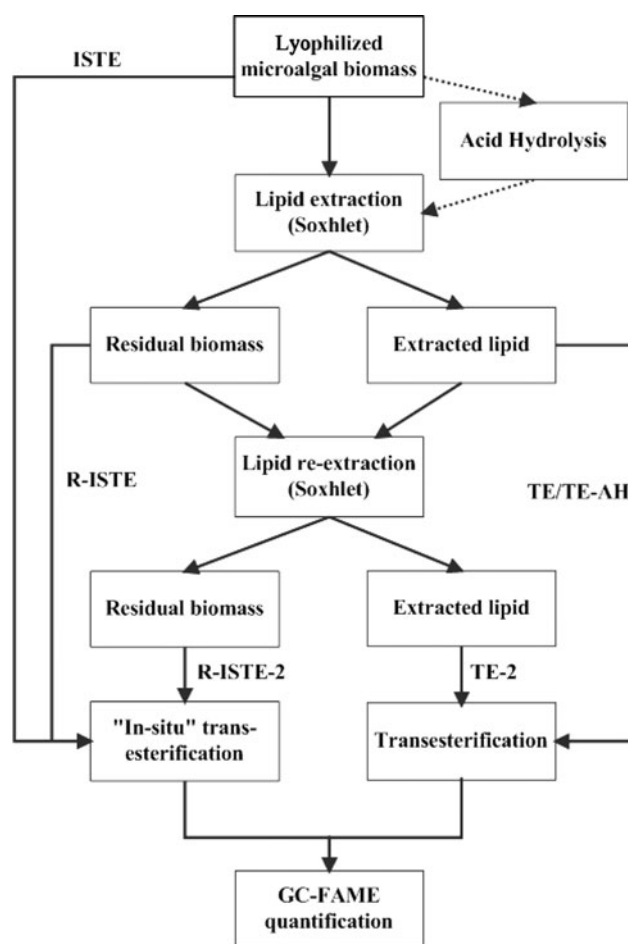 ISTE
Lyophilized
microalgal biomass
Acid Hydrolysis
Lipid extraction
(Soxhlet)
Residual biomass
Extracted lipid
Lipid re-extraction
(Soxhlet)
R-ISTE
TE/TE-AH
Residual biomass
Extracted lipid
R-ISTE-2
TE-2
"In-situ" trans-
esterification
Transesterification
GC-FAME
quantification